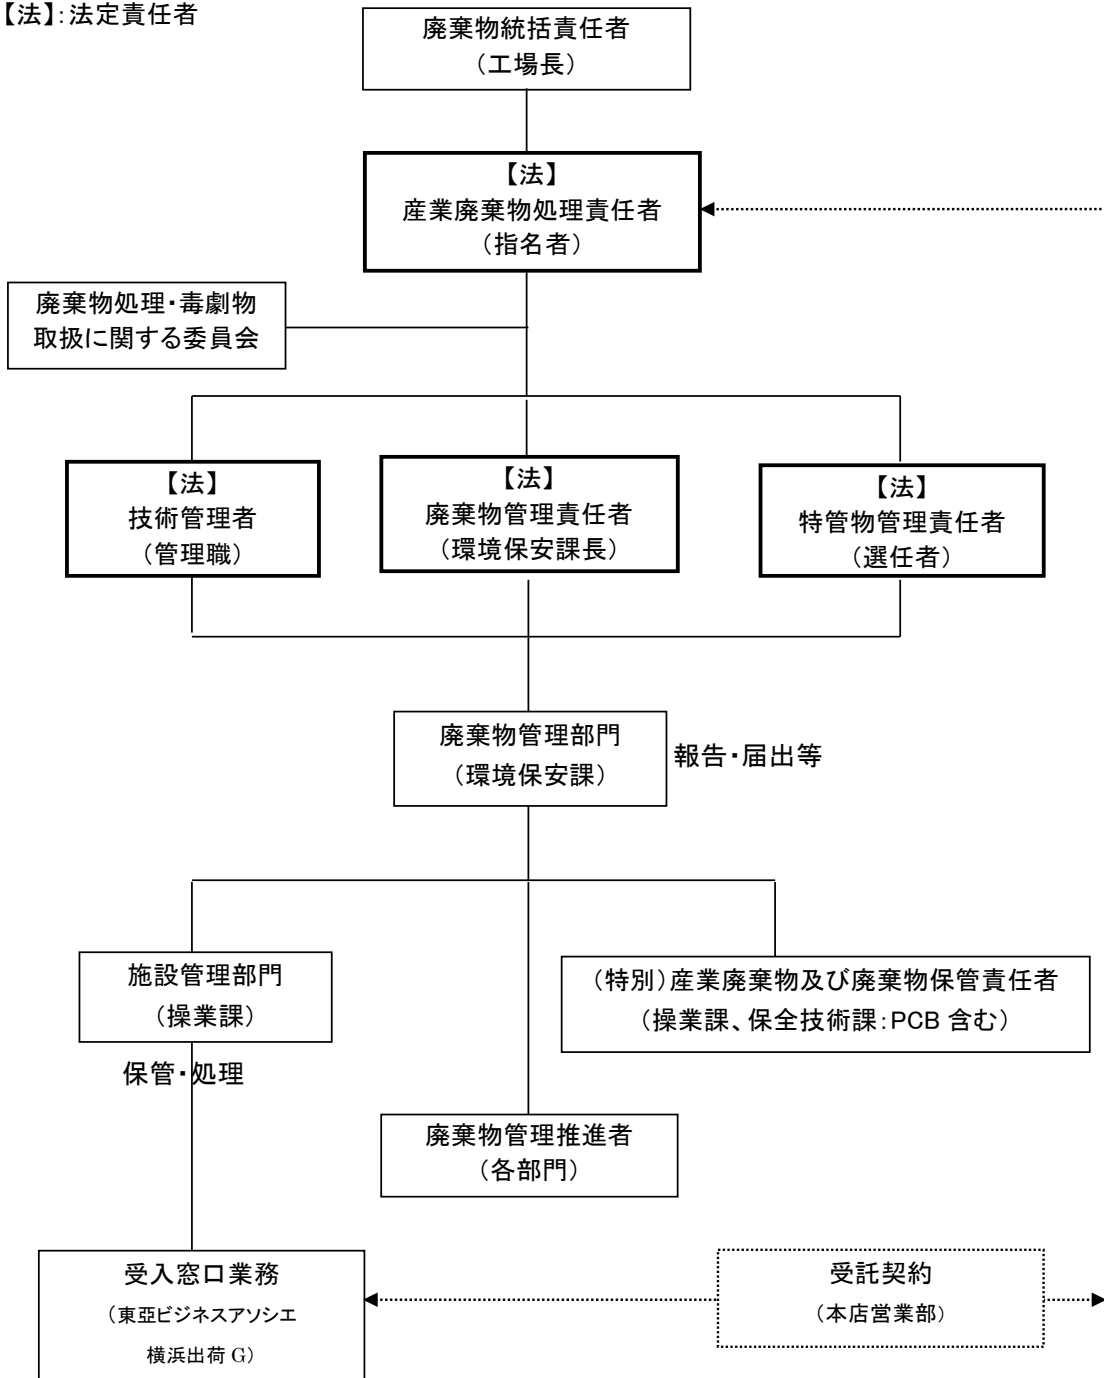 【法】：法定責任者
廃棄物統括責任者
（工場長）
【法】
産業廃棄物処理責任者
（指名者）
廃棄物処理・毒劇物
取扱に関する委員会
【法】
技術管理者
（管理職）
【法】
廃棄物管理責任者
（環境保安課長）
【法】
特管物管理責任者
（選任者）
廃棄物管理部門
（環境保安課）
報告・届出等
施設管理部門
（操業課）
保管・処理
（特別）産業廃棄物及び廃棄物保管責任者
（操業課、保全技術課：PCB 含む）
廃棄物管理推進者
（各部門）
受入窓口業務
（東亞ビジネスアソシエ
横浜出荷 G）
受託契約
（本店営業部）